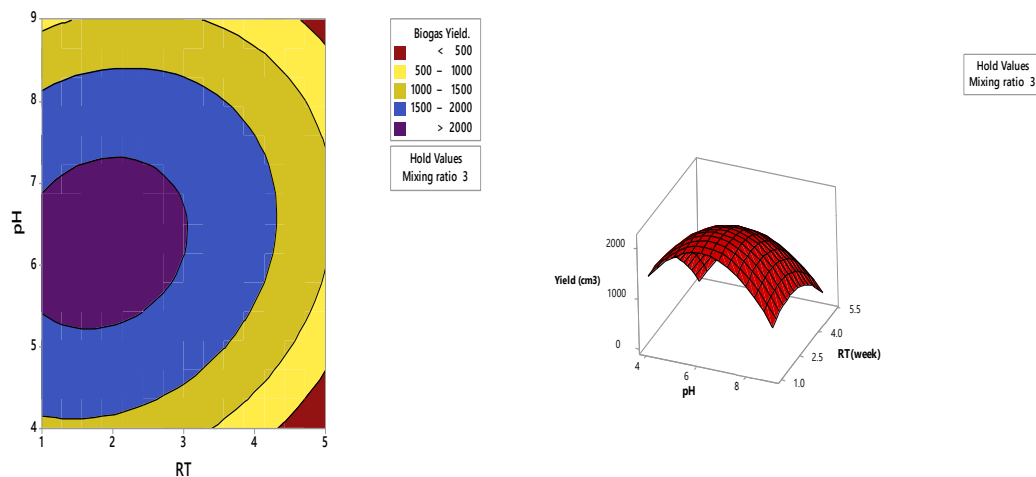 9
8
7
6
5
4
pH
1
2
3
4
5
RT
Biogas Yield.
< 500
500 – 1000
1000 – 1500
1500 – 2000
> 2000
Hold Values
Mixing ratio 3
Hold Values
Mixing ratio 3
2000
Yield (cm3)
1000
0
4
6
8
pH
1.0
2.5
4.0
5.5
RT(week)